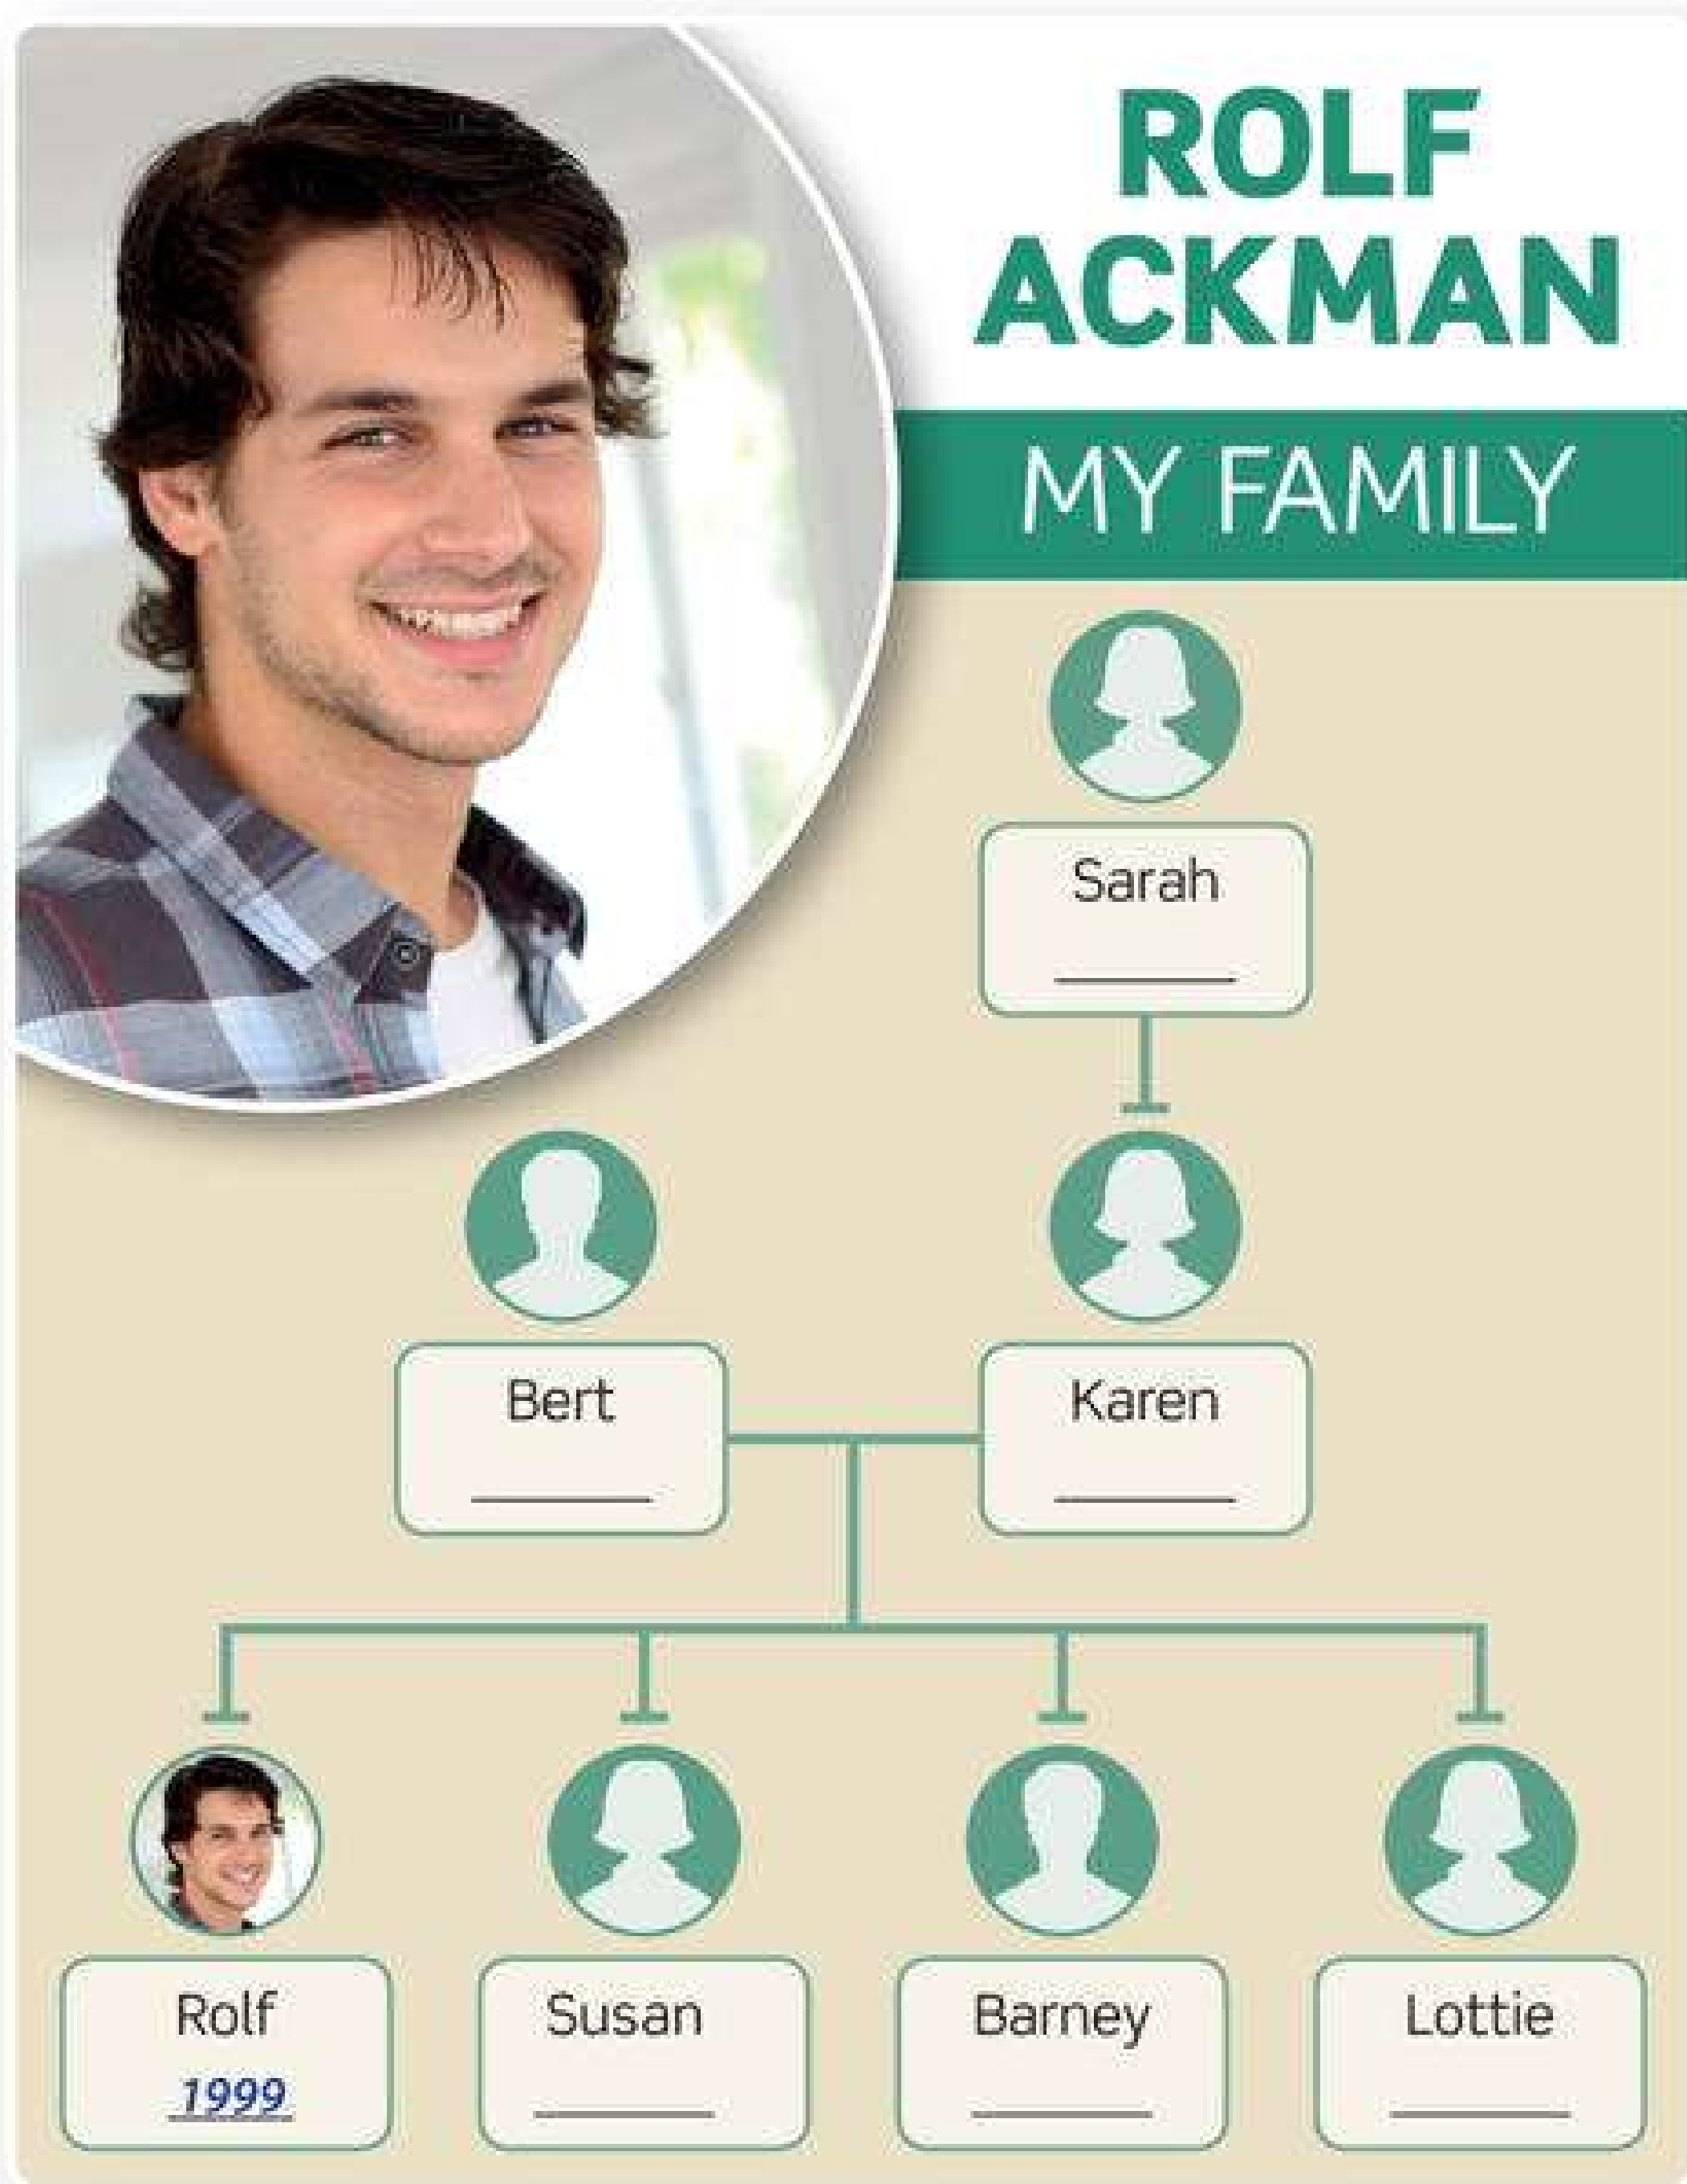 ROLF
ACKMAN
MY FAMILY
Sarah
Bert
Karen
Rolf
1999
Susan
Barney
Lottie